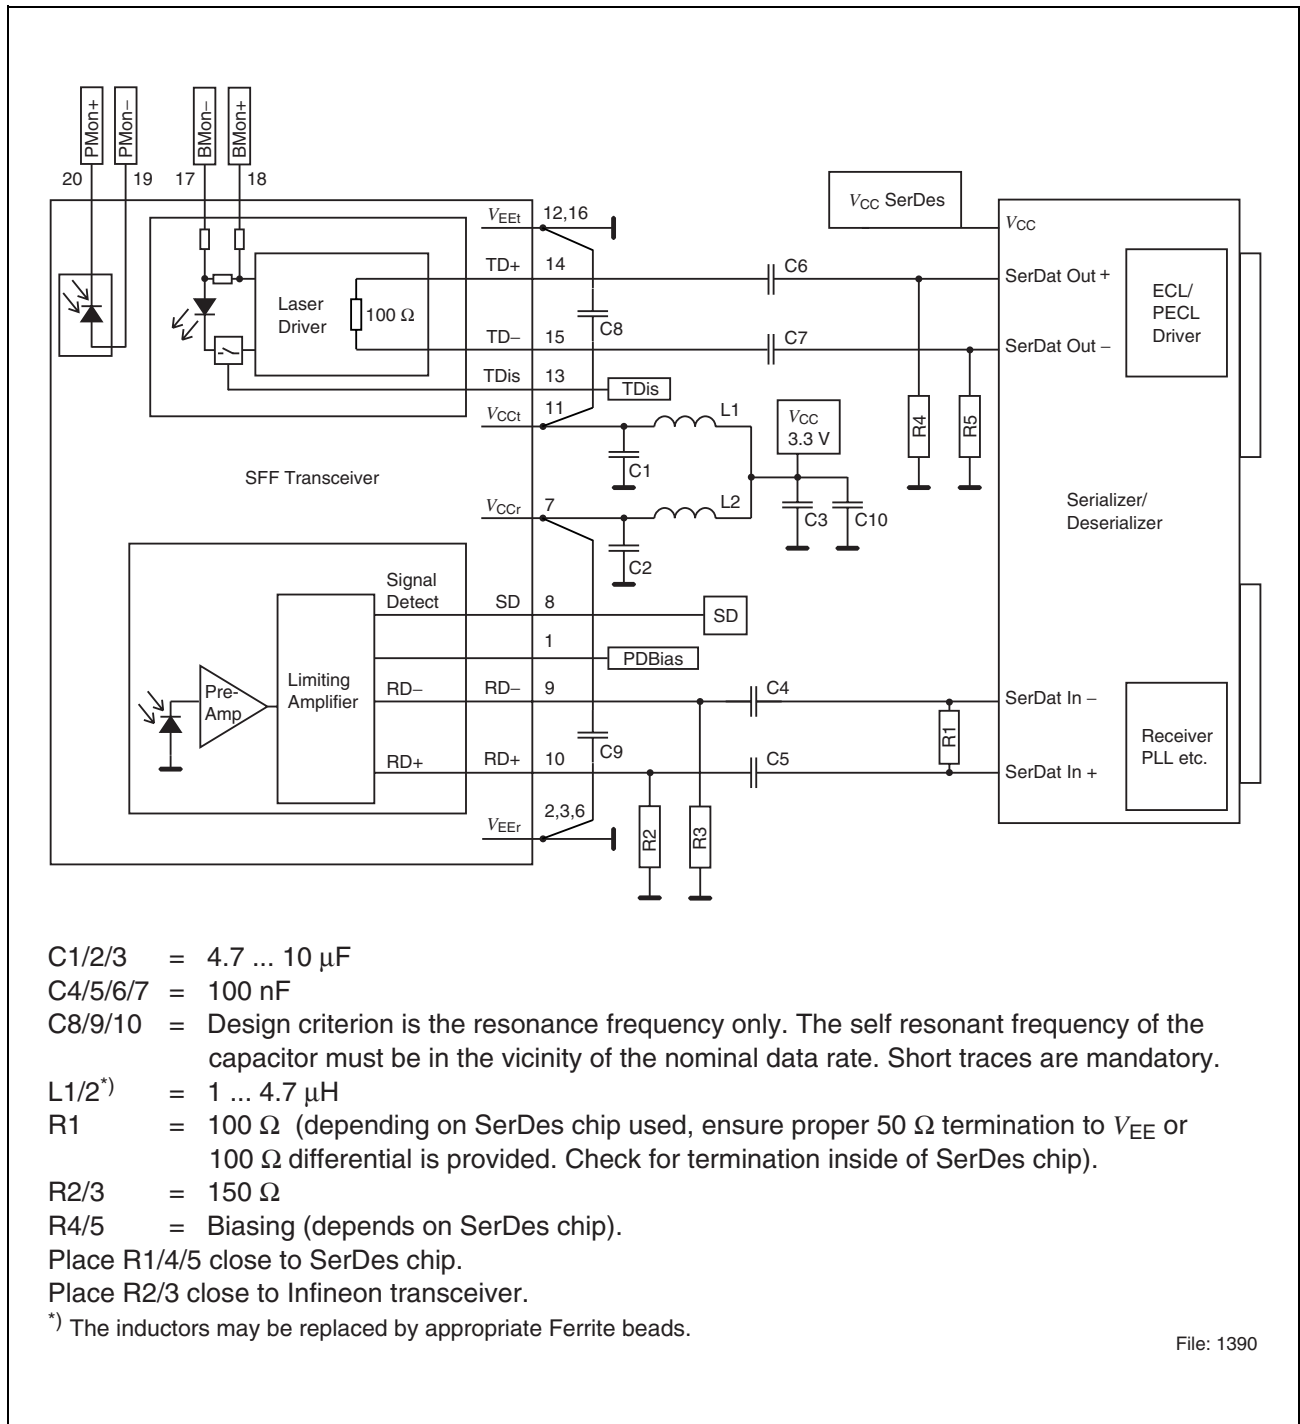 PMon+
PMon−
BMon−
BMon+
20
19
17
18
VEEt
12,16
VCC SerDes
VCC
TD+
14
C6
SerDat Out +
ECL/
PECL
Driver
Laser
Driver
100 Ω
C8
TD−
15
C7
SerDat Out −
TDis
13
TDis
VCCt
11
L1
VCC
3.3 V
R4
R5
SFF Transceiver
C1
VCCr
7
L2
C3
C10
Serializer/
Deserializer
C2
Signal
Detect
SD
8
SD
1
PDBias
Pre-
Amp
Limiting
Amplifier
RD−
RD−
9
C4
SerDat In −
R1
Receiver
PLL etc.
C9
RD+
RD+
10
C5
SerDat In +
VEEr
2,3,6
R2
R3
C1/2/3 = 4.7 ... 10 μF
C4/5/6/7 = 100 nF
C8/9/10 = Design criterion is the resonance frequency only. The self resonant frequency of the
capacitor must be in the vicinity of the nominal data rate. Short traces are mandatory.
L1/2*) = 1 ... 4.7 μH
R1 = 100 Ω (depending on SerDes chip used, ensure proper 50 Ω termination to VEE or
100 Ω differential is provided. Check for termination inside of SerDes chip).
R2/3 = 150 Ω
R4/5 = Biasing (depends on SerDes chip).
Place R1/4/5 close to SerDes chip.
Place R2/3 close to Infineon transceiver.
*) The inductors may be replaced by appropriate Ferrite beads.
File: 1390